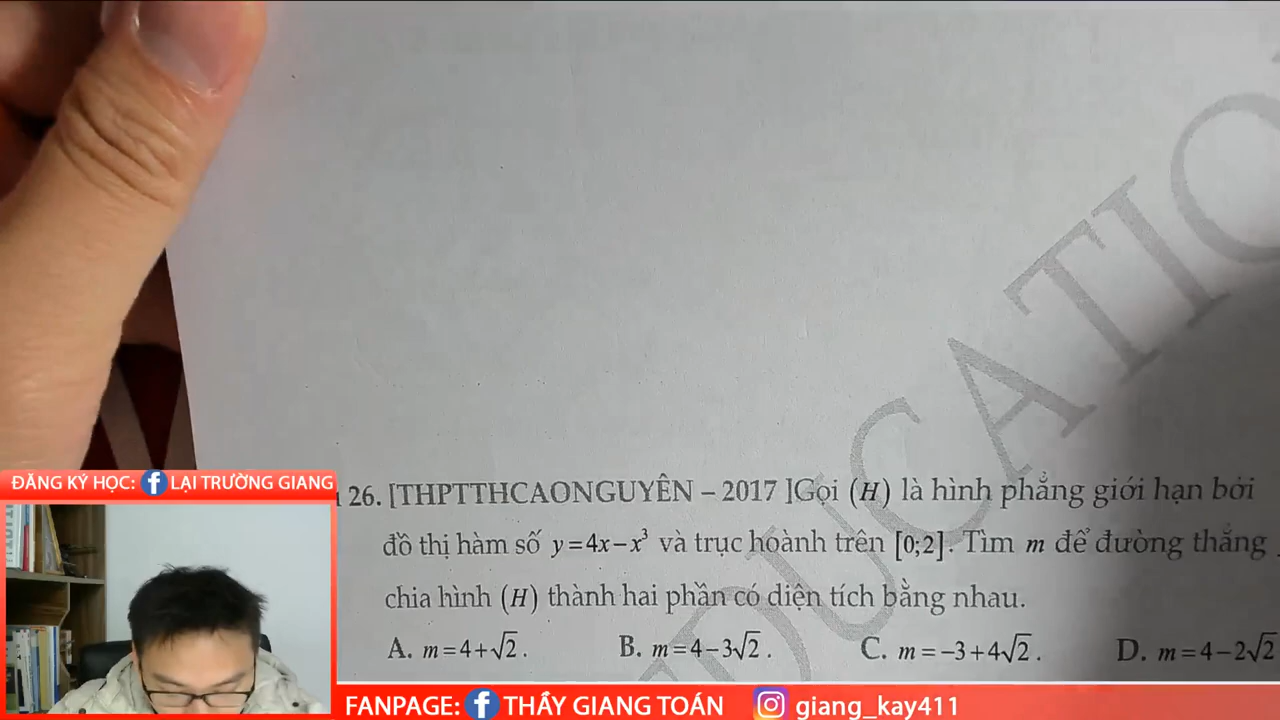 EDUCATIO
ĐĂNG KÝ HỌC: f LẠI TRƯỜNG GIANG
26. [THPTTHCAONGUYÊN – 2017 ]Gọi (H) là hình phẳng giới hạn bởi
đồ thị hàm số y=4x−x³ và trục hoành trên [0;2]. Tìm m để đường thẳng
chia hình (H) thành hai phần có diện tích bằng nhau.
A. m=4+√2. B. m=4−3√2. C. m=−3+4√2. D. m=4−2√2
FANPAGE: f THẦY GIANG TOÁN giang_kay411